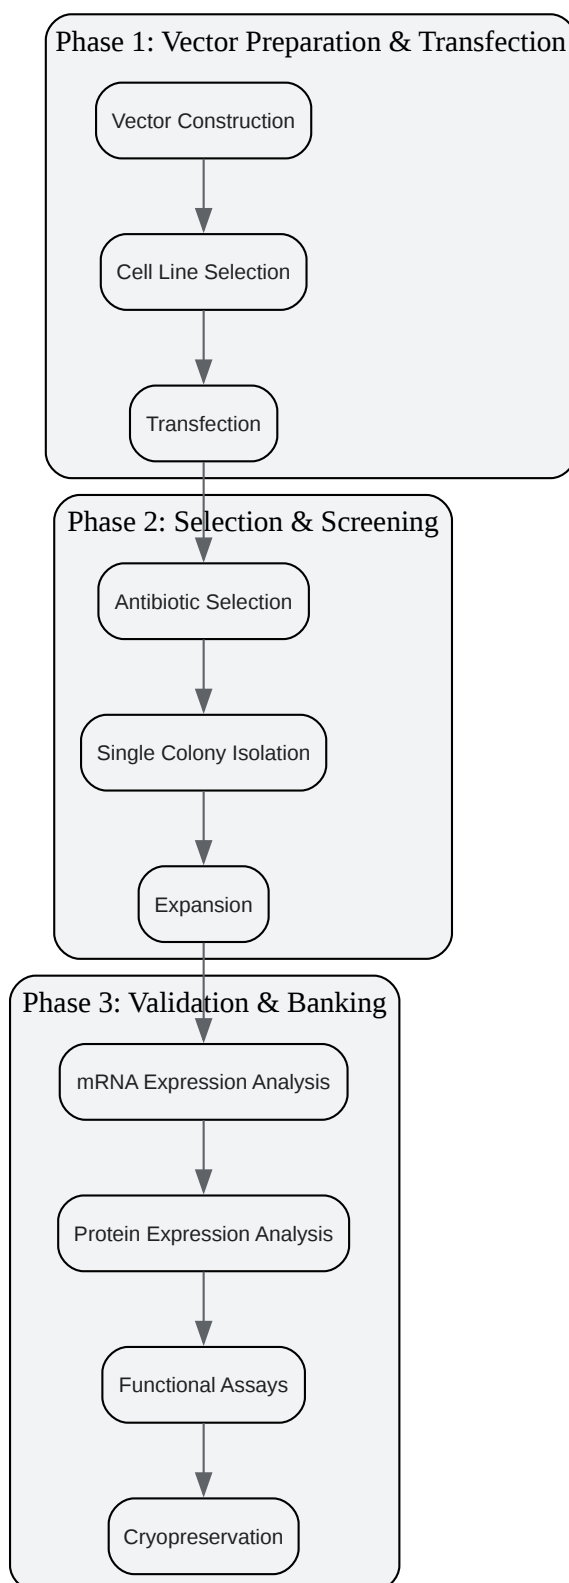 Phase 1: Vector Preparation & Transfection
Vector Construction
Cell Line Selection
Transfection
Phase 2: Selection & Screening
Antibiotic Selection
Single Colony Isolation
Expansion
Phase 3: Validation & Banking
mRNA Expression Analysis
Protein Expression Analysis
Functional Assays
Cryopreservation